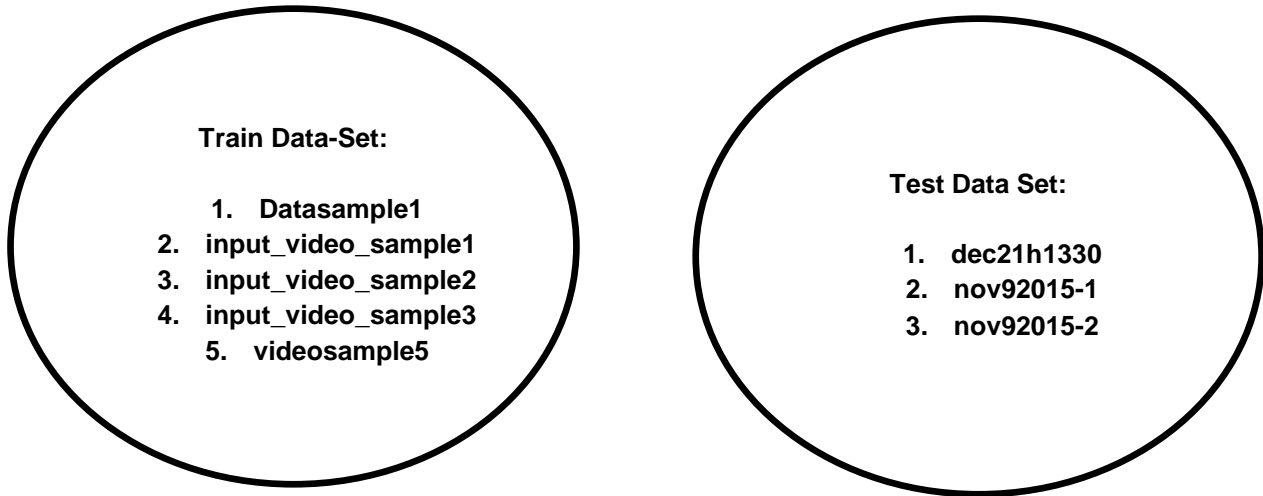 Train Data-Set:
1. Datasample1
2. input_video_sample1
3. input_video_sample2
4. input_video_sample3
5. videosample5
Test Data Set:
1. dec21h1330
2. nov92015-1
3. nov92015-2